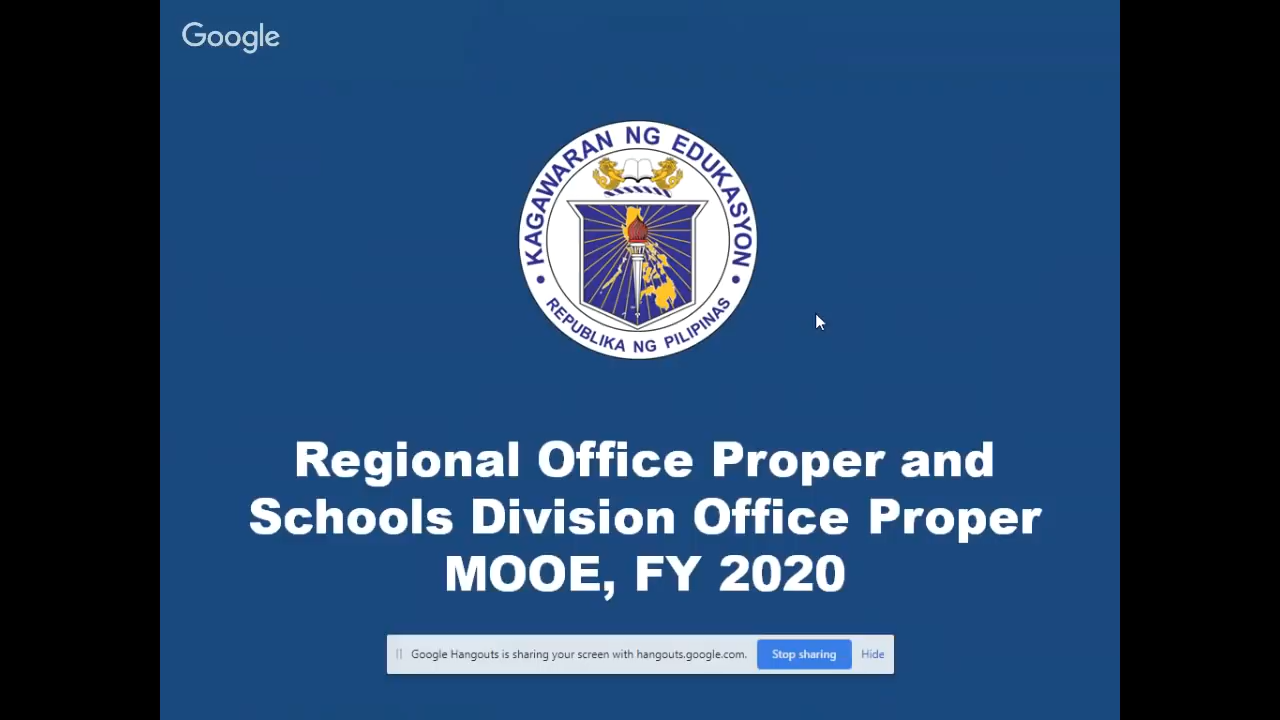 Google
KAGAWARAN NG EDUKASYON
REPUBLIKA NG PILIPINAS
Regional Office Proper and
Schools Division Office Proper
MOOE, FY 2020
Google Hangouts is sharing your screen with hangouts.google.com.
Stop sharing
Hide